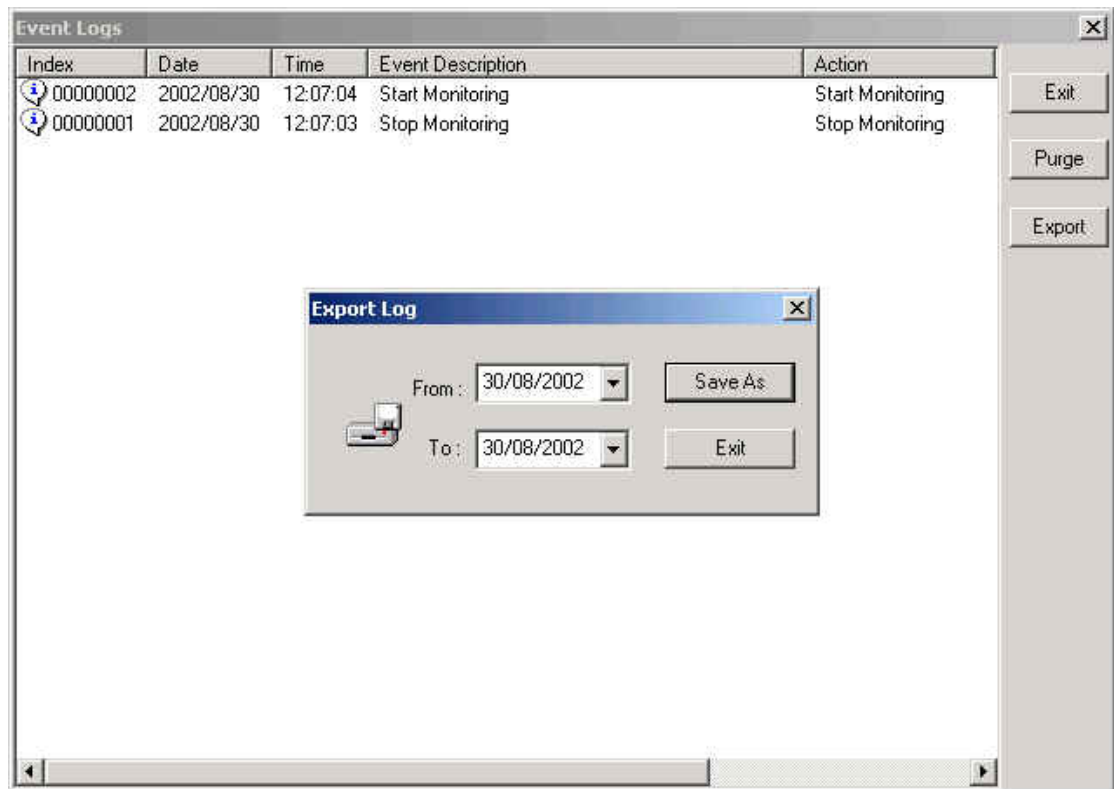 Event Logs
Index Date Time Event Description Action
00000002 2002/08/30 12:07:04 Start Monitoring Start Monitoring
00000001 2002/08/30 12:07:03 Stop Monitoring Stop Monitoring
Exit
Purge
Export
Export Log
From : 30/08/2002 Save As
To : 30/08/2002 Exit